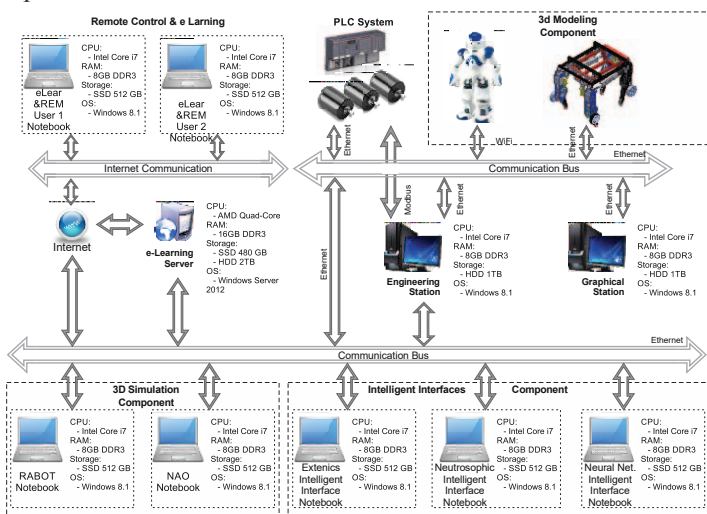 Remote Control & e Larning
PLC System
3d Modeling
Component
CPU:
- Intel Core i7
RAM:
- 8GB DDR3
Storage:
- SSD 512 GB
OS:
- Windows 8.1
eLear
&REM
User 1
Notebook
CPU:
- Intel Core i7
RAM:
- 8GB DDR3
Storage:
- SSD 512 GB
OS:
- Windows 8.1
eLear
&REM
User 2
Notebook
Ethernet
WiFi
Ethernet
Ethernet
Internet Communication
Communication Bus
Internet
e-Learning
Server
CPU:
- AMD Quad-Core
RAM:
- 16GB DDR3
Storage:
- SSD 480 GB
- HDD 2TB
OS:
- Windows Server
2012
Ethernet
Modbus
Ethernet
Engineering
Station
CPU:
- Intel Core i7
RAM:
- 8GB DDR3
Storage:
- HDD 1TB
OS:
- Windows 8.1
Ethernet
Graphical
Station
CPU:
- Intel Core i7
RAM:
- 8GB DDR3
Storage:
- HDD 1TB
OS:
- Windows 8.1
Ethernet
Communication Bus
3D Simulation
Component
Intelligent Interfaces Component
RABOT
Notebook
CPU:
- Intel Core i7
RAM:
- 8GB DDR3
Storage:
- SSD 512 GB
OS:
- Windows 8.1
NAO
Notebook
CPU:
- Intel Core i7
RAM:
- 8GB DDR3
Storage:
- SSD 512 GB
OS:
- Windows 8.1
Extenics
Intelligent
Interface
Notebook
CPU:
- Intel Core i7
RAM:
- 8GB DDR3
Storage:
- SSD 512 GB
OS:
- Windows 8.1
Neutrosophic
Intelligent
Interface
Notebook
CPU:
- Intel Core i7
RAM:
- 8GB DDR3
Storage:
- SSD 512 GB
OS:
- Windows 8.1
Neural Net.
Intelligent
Interface
Notebook
CPU:
- Intel Core i7
RAM:
- 8GB DDR3
Storage:
- SSD 512 GB
OS:
- Windows 8.1